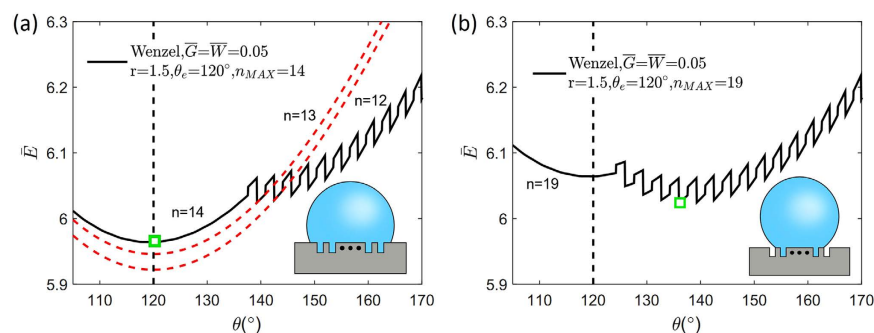 (a)
6.3
6.2
6.1
6
5.9
Ē
Wenzel,G̅=W̅=0.05
r=1.5,θₑ=120°,n_MAX=14
n=13
n=12
n=14
110 120 130 140 150 160 170
θ(°)
(b)
6.3
6.2
6.1
6
5.9
Ē
Wenzel,G̅=W̅=0.05
r=1.5,θₑ=120°,n_MAX=19
n=19
110 120 130 140 150 160 170
θ(°)